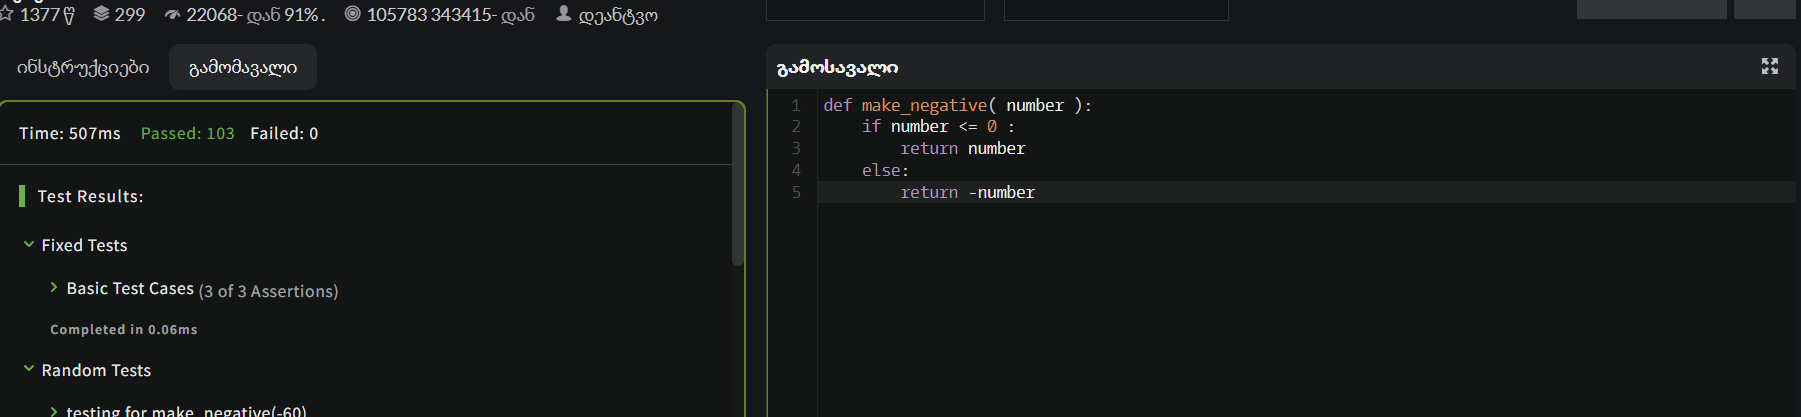 1377 წ 299 22068- დან 91% . 105783 343415- დან დეანტვო
ინსტრუქციები გამომავალი
Time: 507ms Passed: 103 Failed: 0
Test Results:
Fixed Tests
Basic Test Cases (3 of 3 Assertions)
Completed in 0.06ms
Random Tests
testing for make_negative(-60)
გამოსავალი
1 def make_negative( number ):
2 if number <= 0 :
3 return number
4 else:
5 return -number